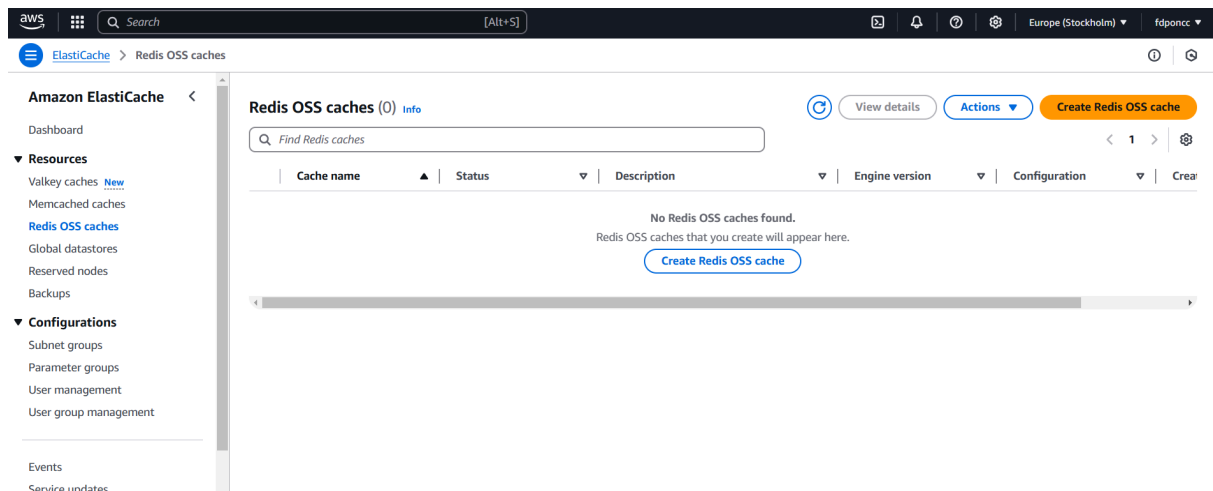 aws Search [Alt+S] Europe (Stockholm) ▼ fdponcc ▼
ElastiCache > Redis OSS caches
Amazon ElastiCache
Dashboard
Resources
Valkey caches New
Memcached caches
Redis OSS caches
Global datastores
Reserved nodes
Backups
Configurations
Subnet groups
Parameter groups
User management
User group management
Events
Service updates
Redis OSS caches (0) Info View details Actions ▼ Create Redis OSS cache
Find Redis caches < 1 >
Cache name Status Description Engine version Configuration Crea
No Redis OSS caches found.
Redis OSS caches that you create will appear here.
Create Redis OSS cache